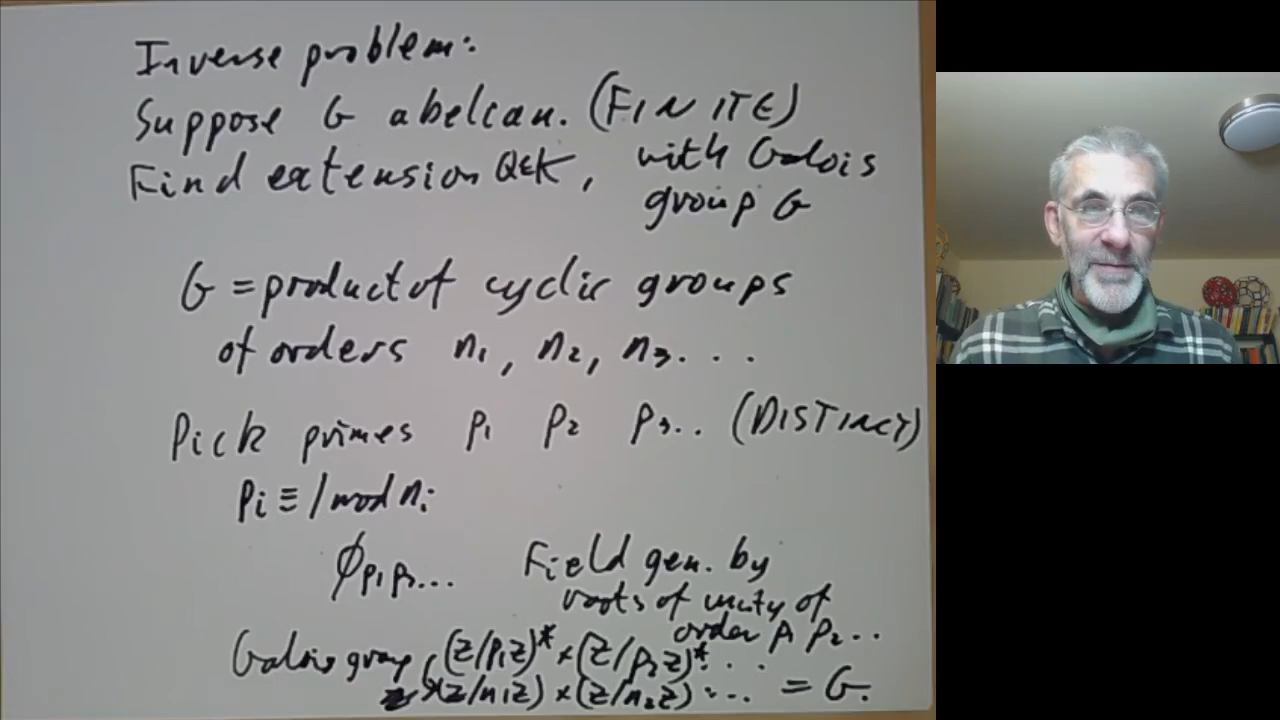 Inverse problem:
Suppose G abelian. (FINITE)
Find extension Q⊆K, with Galois
group G
G = product of cyclic groups
of orders n₁, n₂, n₃...
Pick primes p₁ p₂ p₃.. (DISTINCT)
pᵢ ≡ 1 mod nᵢ
Φp₁p₂... Field gen. by
roots of unity of
order p₁ p₂..
Galois group (Z/p₁Z)* × (Z/p₂Z)*...
(Z/n₁Z) × (Z/n₂Z)... = G.